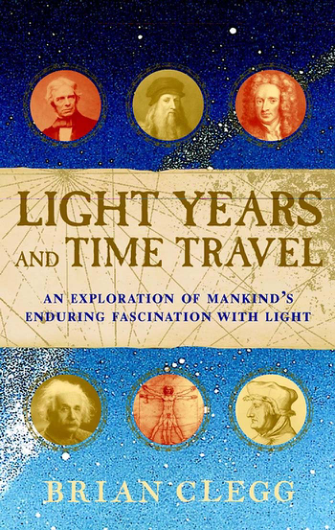 LIGHT YEARS
AND TIME TRAVEL
AN EXPLORATION OF MANKIND'S
ENDURING FASCINATION WITH LIGHT
BRIAN CLEGG